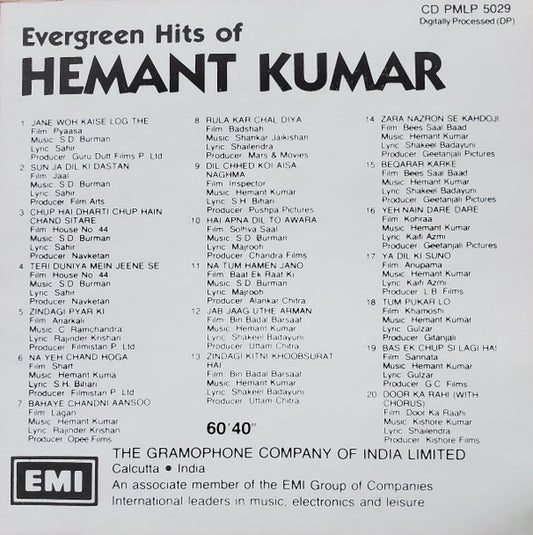 CD PMLP 5029
Digitally Processed (DP)
Evergreen Hits of
HEMANT KUMAR
1 JANE WOH KAISE LOG THE
Film Pyaasa
Music S.D. Burman
Lyric Sahir
Producer Guru Dutt Films P Ltd
2 SUN JA DIL KI DASTAN
Film Jaal
Music S.D. Burman
Lyric Sahir
Producer Film Arts
3 CHUP HAI DHARTI CHUP HAIN
CHAND SITARE
Film House No. 44
Music S.D. Burman
Lyric Sahir
Producer Navketan
4 TERI DUNIYA MEIN JEENE SE
Film House No 44
Music S.D. Burman
Lyric Sahir
Producer Navketan
5 ZINDAGI PYAR KI
Film Anarkali
Music C Ramchandra
Lyric Rajinder Krishan
Producer Filmistan P Ltd
6 NA YEH CHAND HOGA
Film Shart
Music Hemant Kuma
Lyric S.H. Bihari
Producer Filmistan P Ltd
7 BAHAYE CHANDNI AANSOO
Film Lagan
Music Hemant Kumar
Lyric Rajinder Krishan
Producer Opee Films
8 RULA KAR CHAL DIYA
Film Badshah
Music Shankar Jaikishan
Lyric Shailendra
Producer Mars & Movies
9 DIL CHHED KOI AISA
NAGHMA
Film Inspector
Music Hemant Kumar
Lyric S.H. Bihari
Producer Pushpa Pictures
10 HAI APNA DIL TO AWARA
Film Solhva Saal
Music S.D. Burman
Lyric Majrooh
Producer Chandra Films
11 NA TUM HAMEN JANO
Film Baat Ek Raat Ki
Music S.D. Burman
Lyric Majrooh
Producer Alankar Chitra
12 JAB JAAG UTHE ARMAN
Film Bin Badal Barsaat
Music Hemant Kumar
Lyric Shakeel Badayuni
Producer Uttam Chitra
13 ZINDAGI KITNI KHOOBSURAT
HAI
Film Bin Badal Barsaat
Music Hemant Kumar
Lyric Shakeel Badayuni
Producer Uttam Chitra
14 ZARA NAZRON SE KAHDOJI
Film Bees Saal Baad
Music Hemant Kumar
Lyric Shakeel Badayuni
Producer Geetanjali Pictures
15 BEQARAR KARKE
Film Bees Saal Baad
Music Hemant Kumar
Lyric Shakeel Badayuni
Producer Geetanjali Pictures
16 YEH NAIN DARE DARE
Film Kohraa
Music Hemant Kumar
Lyric Kaifi Azmi
Producer Geetanjali Pictures
17 YA DIL KI SUNO
Film Anupama
Music Hemant Kumar
Lyric Kaifi Azmi
Producer L.B. Films
18 TUM PUKAR LO
Film Khamoshi
Music Hemant Kumar
Lyric Gulzar
Producer Gitanjali
19 BAS EK CHUP SI LAGI HAI
Film Sannata
Music Hemant Kumar
Lyric Gulzar
Producer G.C. Films
20 DOOR KA RAHI (WITH
CHORUS)
Film Door Ka Raahi
Music Kishore Kumar
Lyric Shailendra
Producer Kishore Films
60'40"
EMI
THE GRAMOPHONE COMPANY OF INDIA LIMITED
Calcutta • India
An associate member of the EMI Group of Companies
International leaders in music, electronics and leisure.